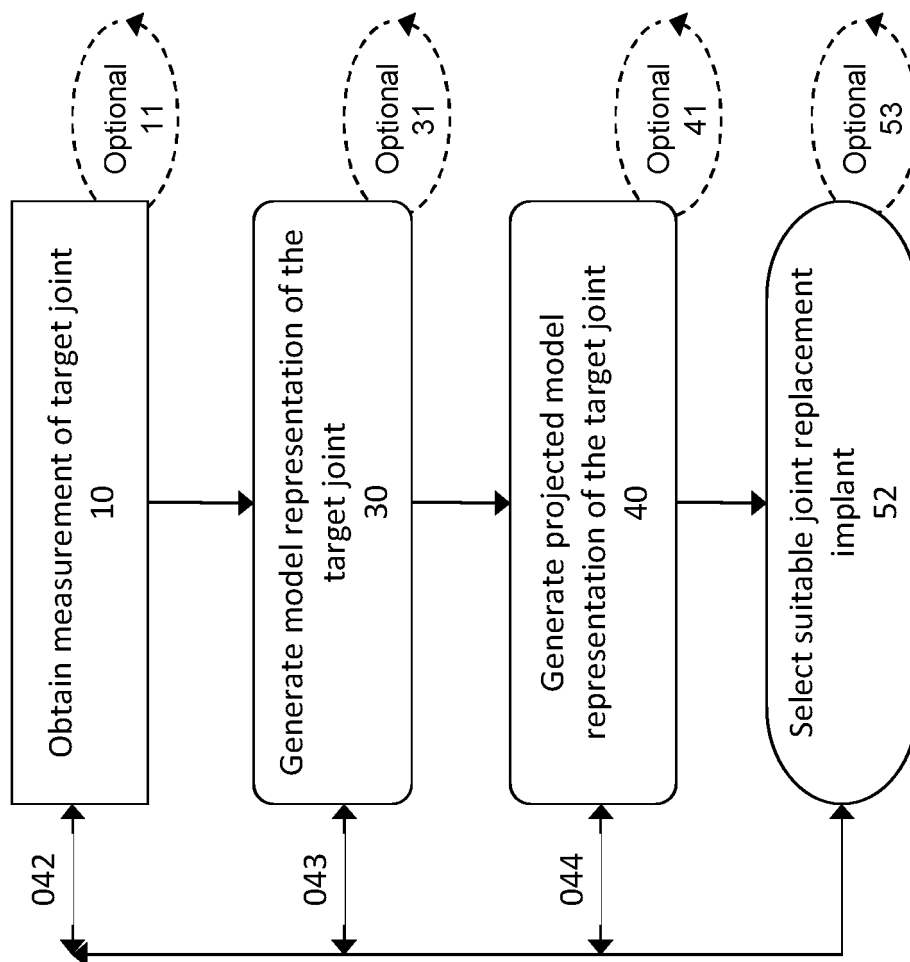 Obtain measurement of target joint
10
Optional
11
042
Generate model representation of the
target joint
30
Optional
31
043
Generate projected model
representation of the target joint
40
Optional
41
044
Select suitable joint replacement
implant
52
Optional
53